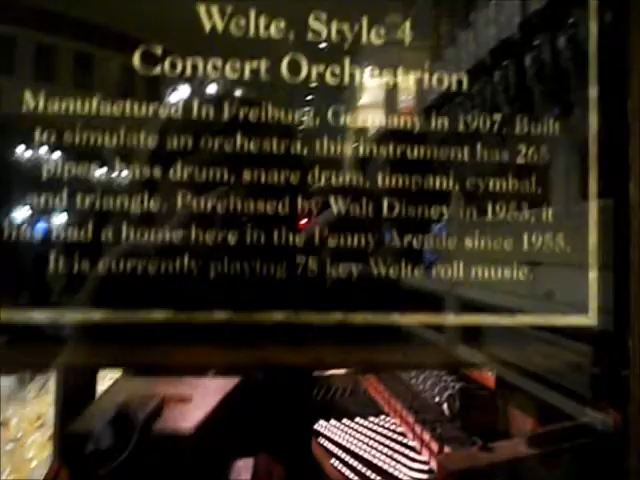 Welte, Style 4
Concert Orchestrion
Manufactured In Freiburg, Germany in 1907. Built
to simulate an orchestra, this instrument has 265
pipes, bass drum, snare drum, timpani, cymbal,
and triangle. Purchased by Walt Disney in 1953, it
has had a home here in the Penny Arcade since 1955.
It is currently playing 75 key Welte roll music.